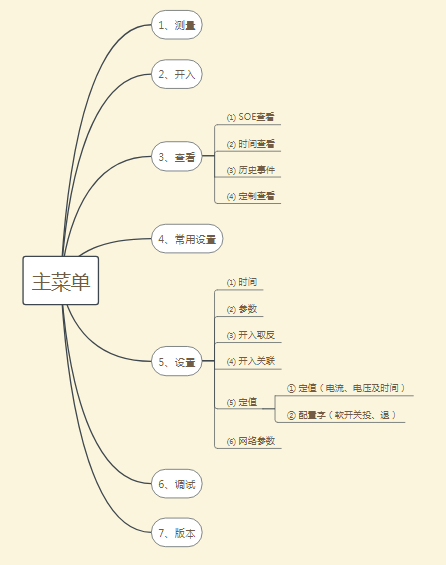 主菜单
1、测量
2、开入
3、查看
⑴ SOE查看
⑵ 时间查看
⑶ 历史事件
⑷ 定制查看
4、常用设置
5、设置
⑴ 时间
⑵ 参数
⑶ 开入取反
⑷ 开入关联
⑸ 定值
① 定值（电流、电压及时间）
② 配置字（软开关投、退）
⑹ 网络参数
6、调试
7、版本